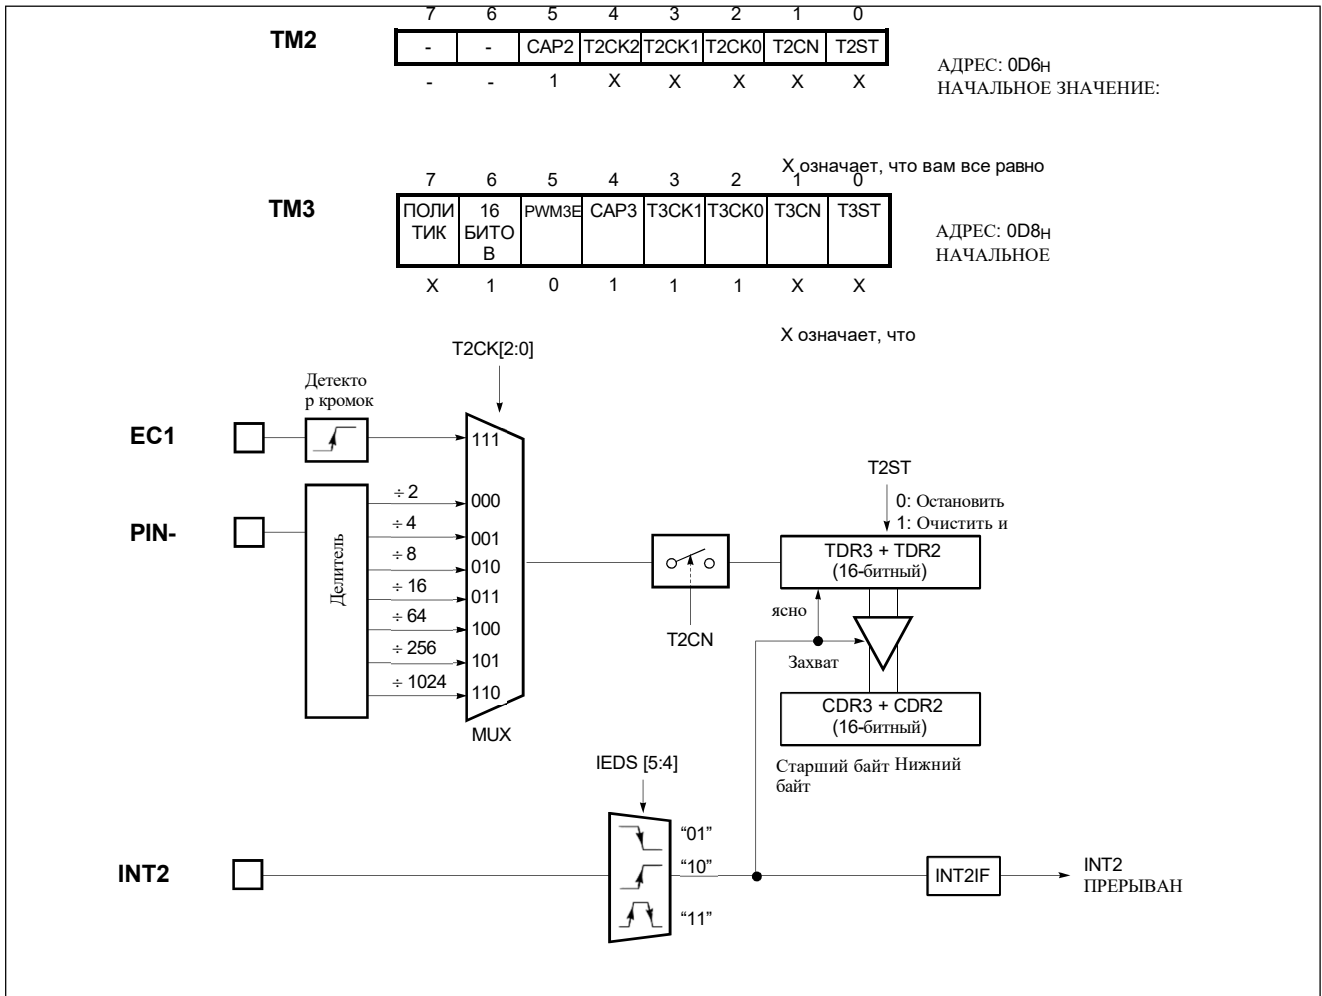 7 6 5 4 3 2 1 0
TM2
- - CAP2 T2CK2 T2CK1 T2CK0 T2CN T2ST
- - 1 X X X X X
АДРЕС: 0D6H
НАЧАЛЬНОЕ ЗНАЧЕНИЕ:
X означает, что вам все равно
7 6 5 4 3 2 1 0
TM3
ПОЛИ
ТИК
16
БИТО
В
PWM3E CAP3 T3CK1 T3CK0 T3CN T3ST
X 1 0 1 1 1 X X
АДРЕС: 0D8H
НАЧАЛЬНОЕ
X означает, что
T2CK[2:0]
Детекто
р кромок
EC1
111
T2ST
0: Остановить
1: Очистить и
PIN-
Делитель
÷ 2 000
÷ 4 001
÷ 8 010
÷ 16 011
÷ 64 100
÷ 256 101
÷ 1024 110
MUX
T2CN
TDR3 + TDR2
(16-битный)
ясно
Захват
CDR3 + CDR2
(16-битный)
Старший байт Нижний
байт
IEDS [5:4]
“01”
“10”
“11”
INT2
INT2IF
INT2
ПРЕРЫВАН